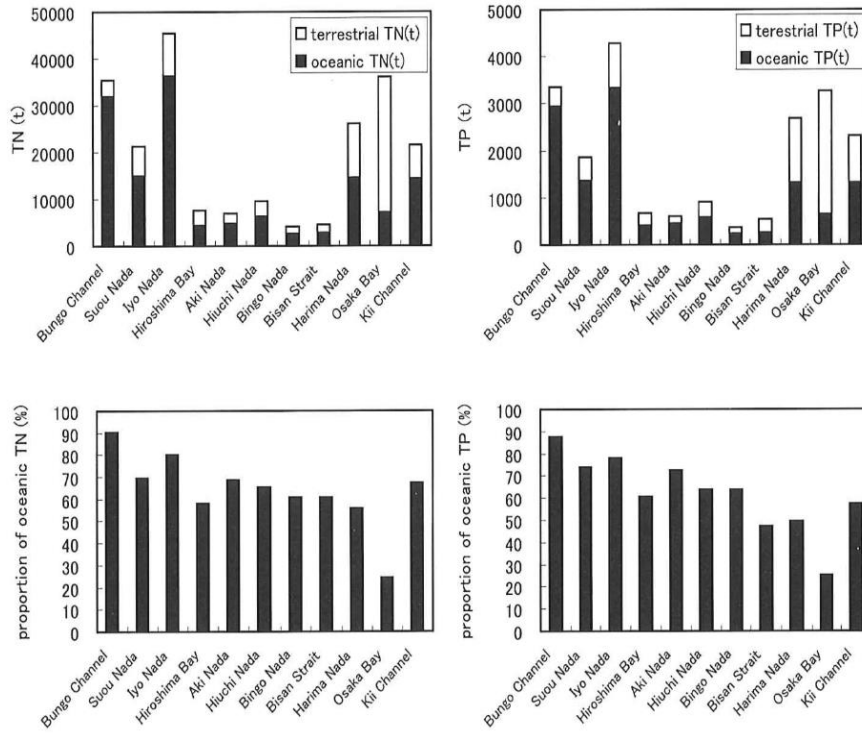 TN (t)
50000
40000
30000
20000
10000
0
terrestrial TN(t)
oceanic TN(t)
Bungo Channel
Suou Nada
Iyo Nada
Hiroshima Bay
Aki Nada
Hiuchi Nada
Bingo Nada
Bisan Strait
Harima Nada
Osaka Bay
Kii Channel
TP (t)
5000
4000
3000
2000
1000
0
terrestrial TP(t)
oceanic TP(t)
Bungo Channel
Suou Nada
Iyo Nada
Hiroshima Bay
Aki Nada
Hiuchi Nada
Bingo Nada
Bisan Strait
Harima Nada
Osaka Bay
Kii Channel
proportion of oceanic TN (%)
100
90
80
70
60
50
40
30
20
10
0
Bungo Channel
Suou Nada
Iyo Nada
Hiroshima Bay
Aki Nada
Hiuchi Nada
Bingo Nada
Bisan Strait
Harima Nada
Osaka Bay
Kii Channel
proportion of oceanic TP (%)
100
90
80
70
60
50
40
30
20
10
0
Bungo Channel
Suou Nada
Iyo Nada
Hiroshima Bay
Aki Nada
Hiuchi Nada
Bingo Nada
Bisan Strait
Harima Nada
Osaka Bay
Kii Channel